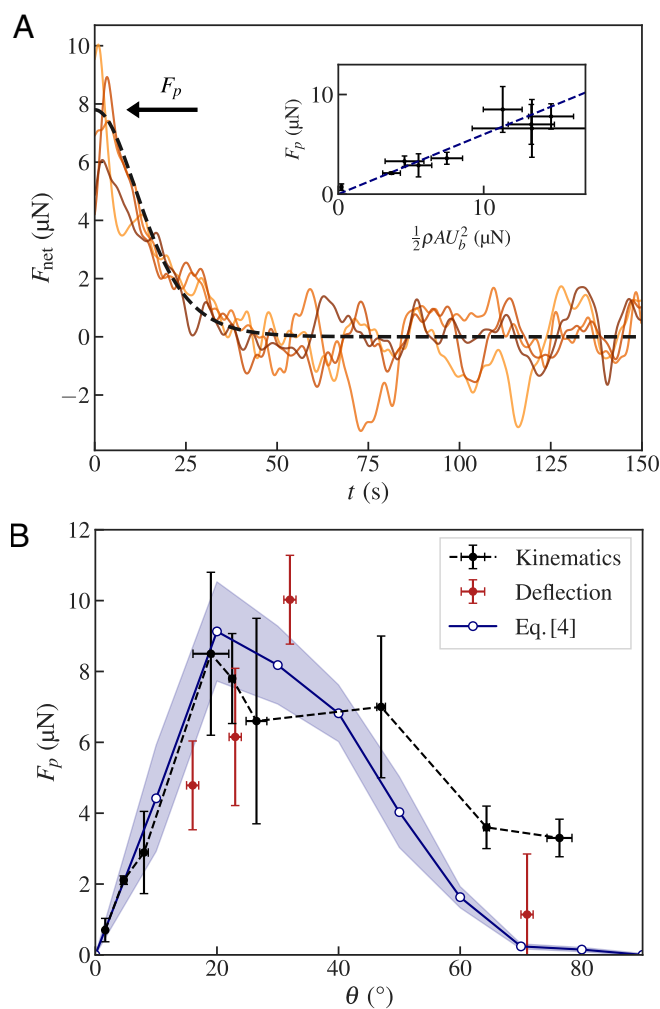 A
10
8
6
4
2
0
−2
F_net (μN)
F_p
10
0
F_p (μN)
0
10
½ρAU_b² (μN)
0 25 50 75 100 125 150
t (s)
B
12
10
8
6
4
2
0
F_p (μN)
Kinematics
Deflection
Eq. [4]
0 20 40 60 80
θ (°)